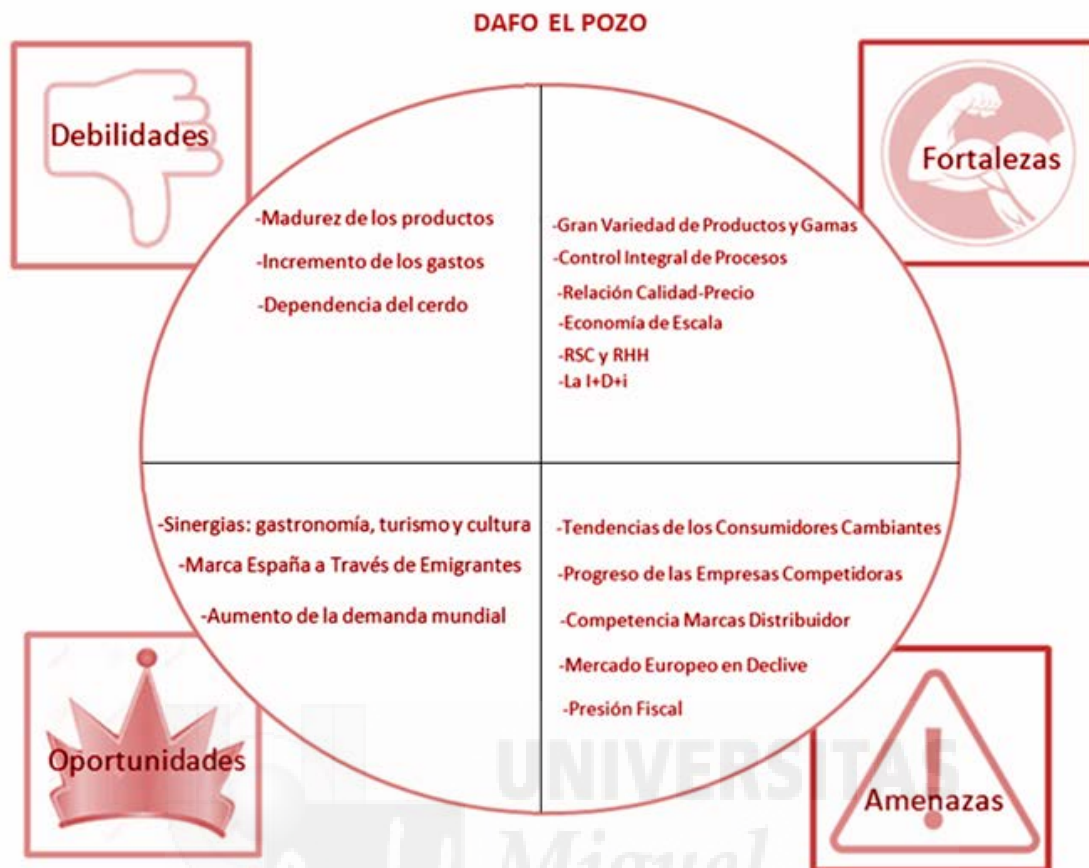 DAFO EL POZO
Debilidades
-Madurez de los productos
-Incremento de los gastos
-Dependencia del cerdo
Fortalezas
-Gran Variedad de Productos y Gamas
-Control Integral de Procesos
-Relación Calidad-Precio
-Economía de Escala
-RSC y RHH
-La I+D+i
-Sinergias: gastronomía, turismo y cultura
-Marca España a Través de Emigrantes
-Aumento de la demanda mundial
Oportunidades
-Tendencias de los Consumidores Cambiantes
-Progreso de las Empresas Competidoras
-Competencia Marcas Distribuidor
-Mercado Europeo en Declive
-Presión Fiscal
Amenazas
UNIVERSITAS
Miguel